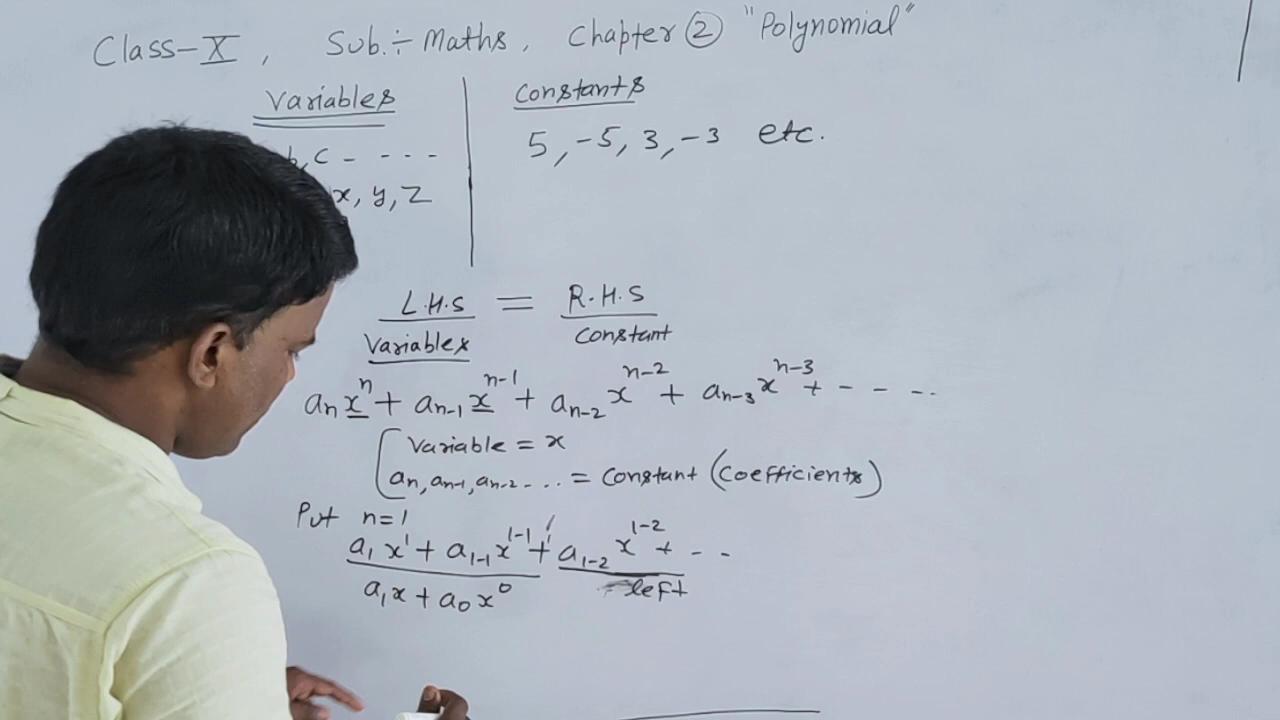 Class-X, Sub.÷ Maths, Chapter ② "Polynomial"
Variables
b, c - - - - -
x, y, z
Constants
5, -5, 3, -3 etc.
L.H.S = R.H.S
Variables constant
aₙxⁿ + aₙ₋₁xⁿ⁻¹ + aₙ₋₂xⁿ⁻² + aₙ₋₃xⁿ⁻³ + - - - -
Variable = x
aₙ, aₙ₋₁, aₙ₋₂ - ... = Constant (Coefficients)
Put n=1
a₁x¹ + a₁₋₁x¹⁻¹ + a₁₋₂x¹⁻² + - -
a₁x + a₀x⁰ left